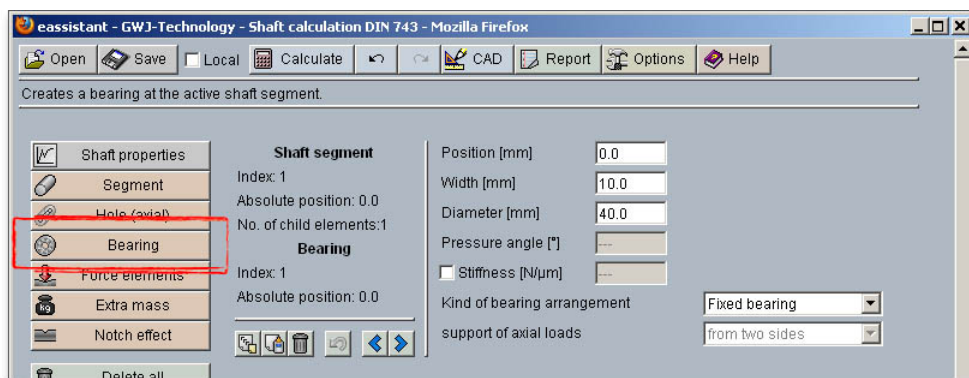 eassistant - GWJ-Technology - Shaft calculation DIN 743 - Mozilla Firefox
Open Save Local Calculate CAD Report Options Help
Creates a bearing at the active shaft segment.
Shaft properties
Segment
Hole (axial)
Bearing
Force elements
kg Extra mass
Notch effect
Delete all
Shaft segment
Index: 1
Absolute position: 0.0
No. of child elements:1
Bearing
Index: 1
Absolute position: 0.0
Position [mm] 0.0
Width [mm] 10.0
Diameter [mm] 40.0
Pressure angle [°] ---
Stiffness [N/µm] ---
Kind of bearing arrangement Fixed bearing
support of axial loads from two sides